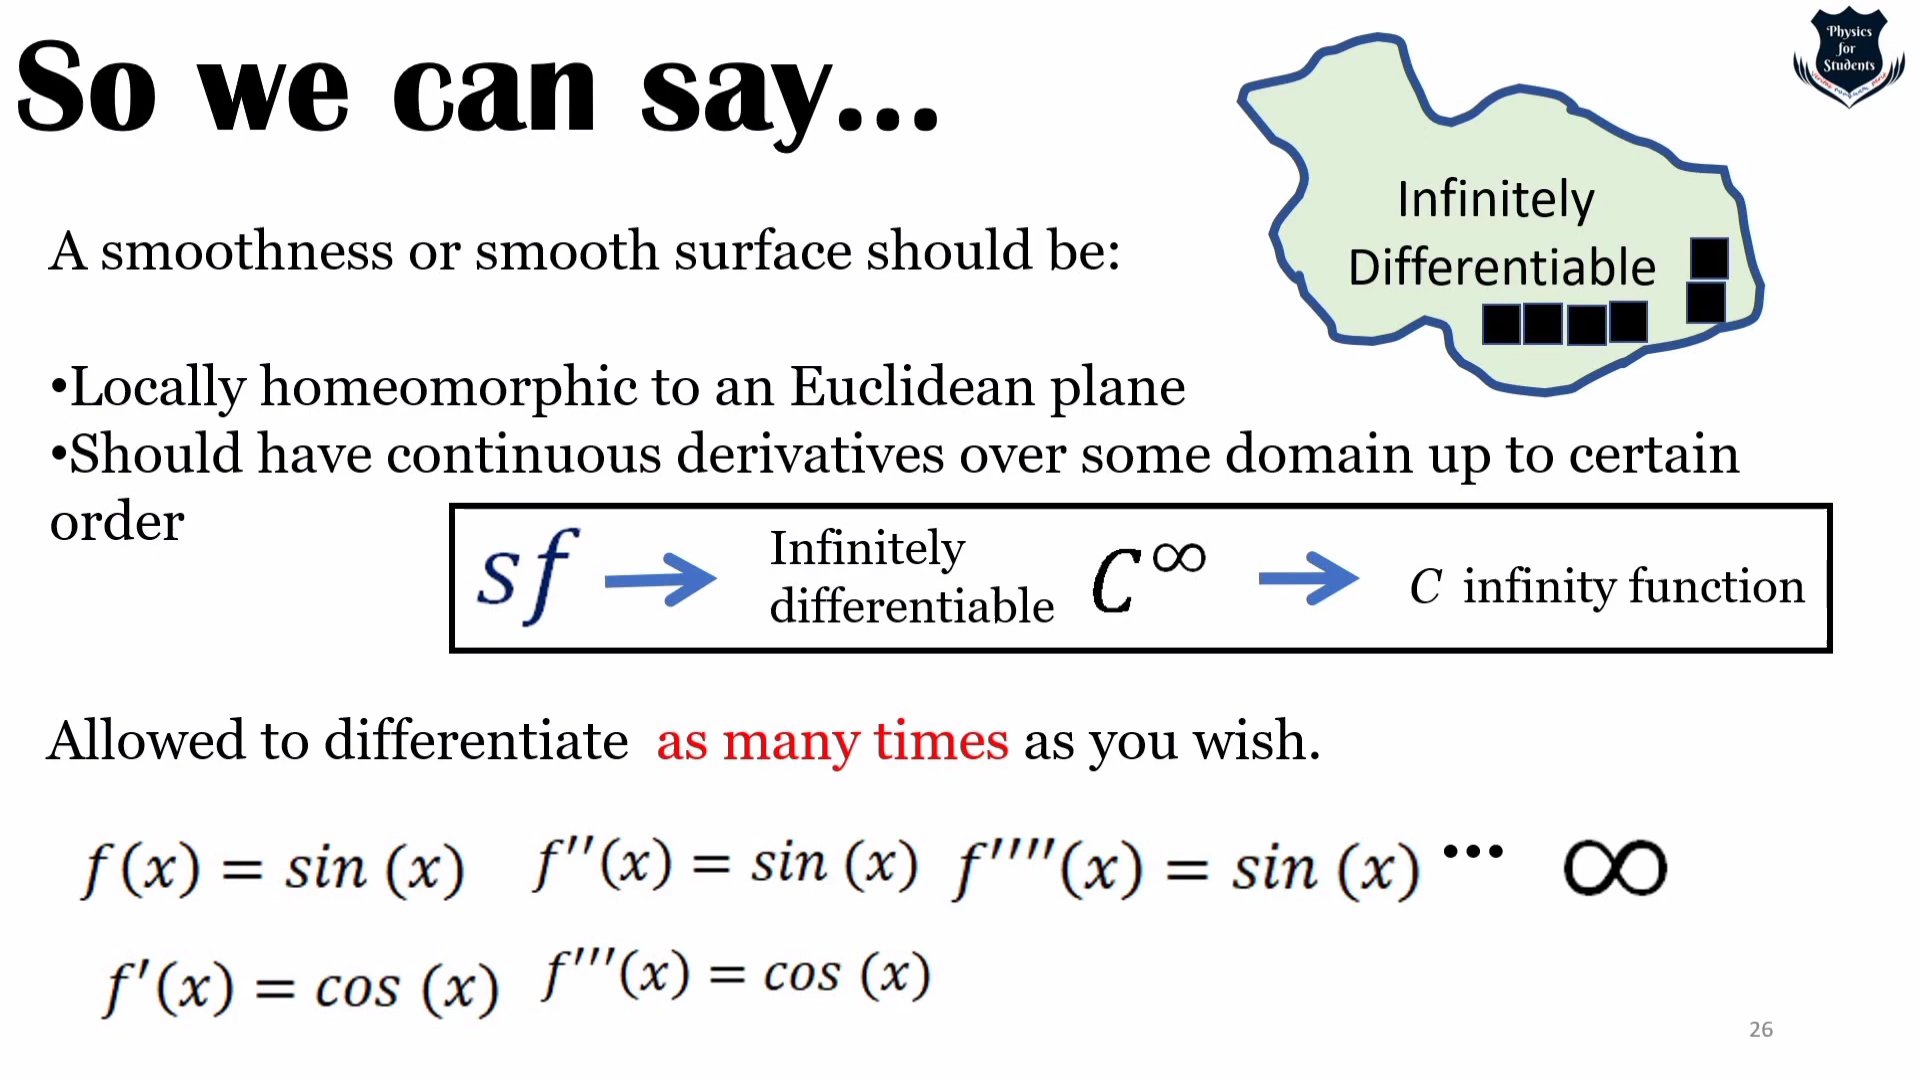 So we can say...
Physics
for
Students
Infinitely
Differentiable
A smoothness or smooth surface should be:
•Locally homeomorphic to an Euclidean plane
•Should have continuous derivatives over some domain up to certain
order
sf
Infinitely
differentiable
C^∞
C infinity function
Allowed to differentiate as many times as you wish.
f(x) = sin (x) f′′(x) = sin (x) f′′′′(x) = sin (x) ... ∞
f′(x) = cos (x) f′′′(x) = cos (x)
26